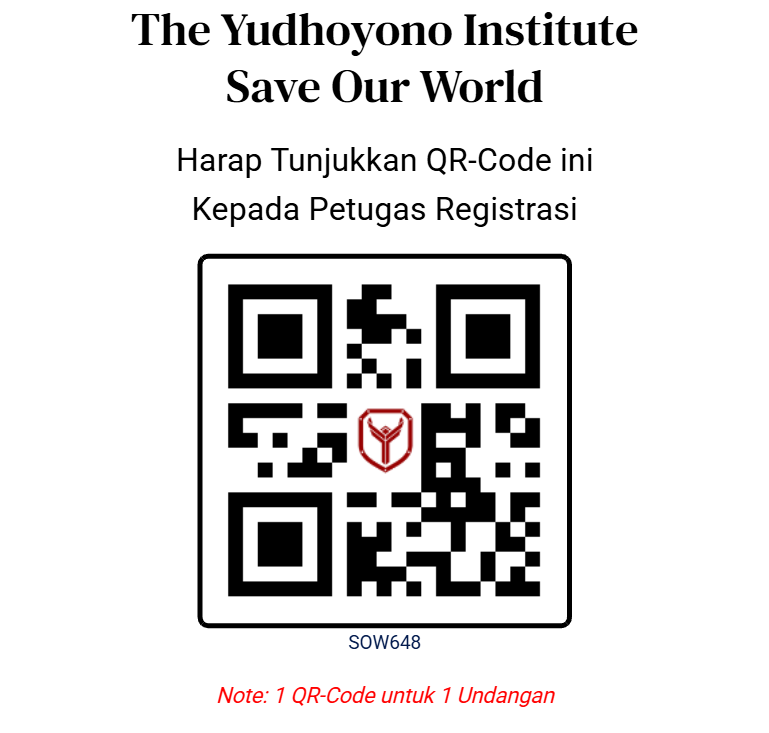 The Yudhoyono Institute
Save Our World
Harap Tunjukkan QR-Code ini
Kepada Petugas Registrasi
SOW648
Note: 1 QR-Code untuk 1 Undangan